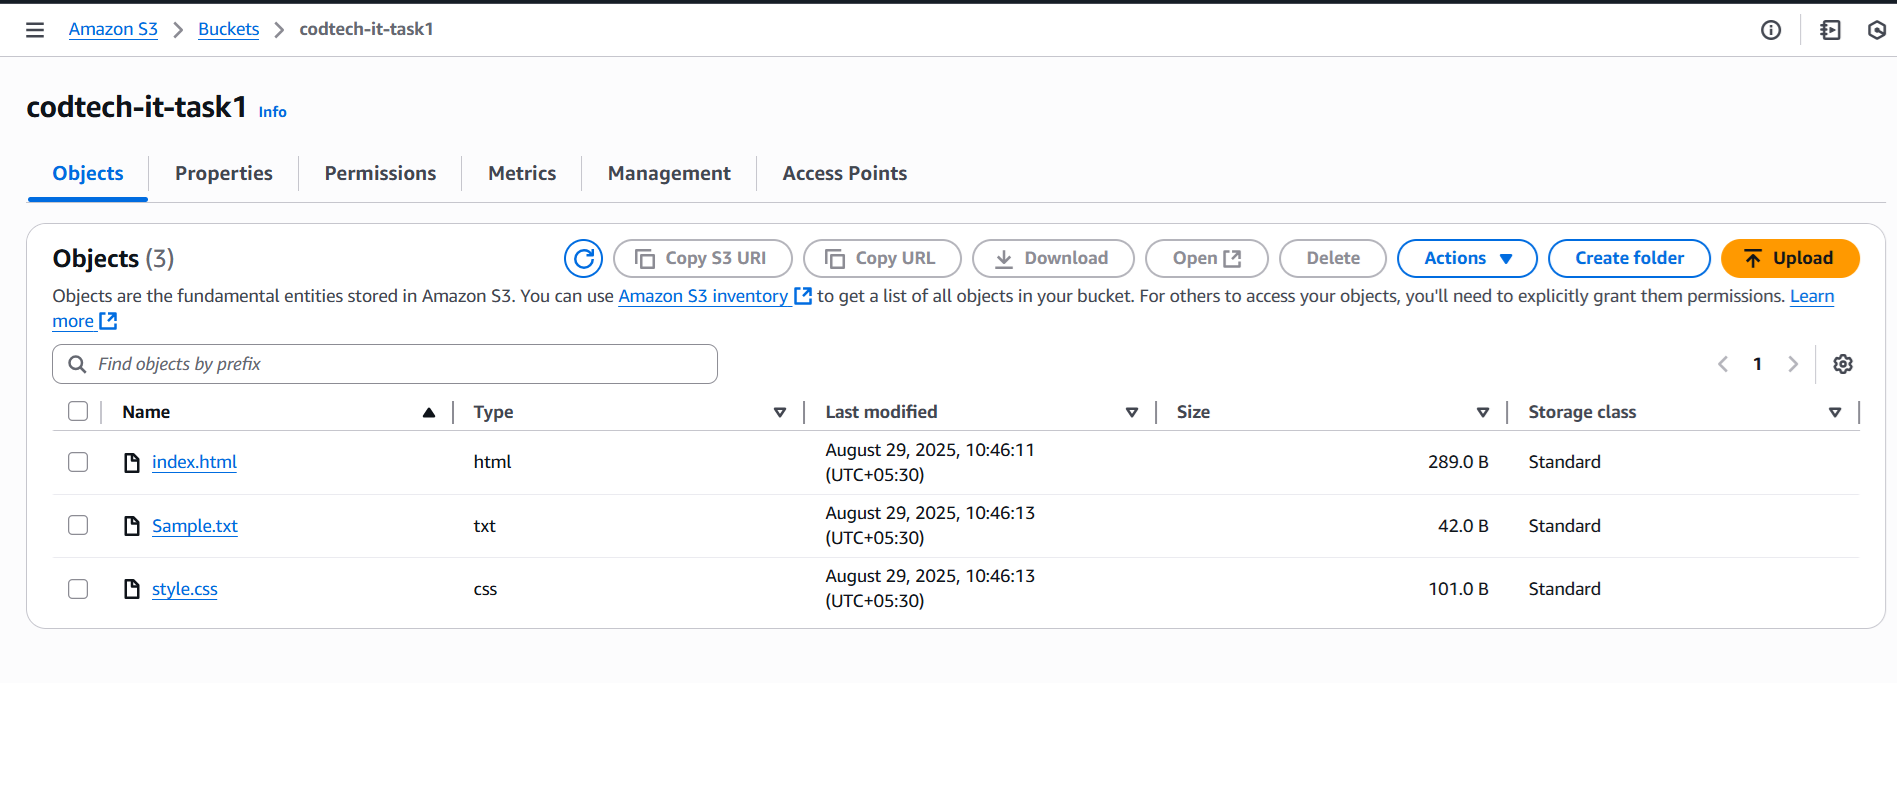 Amazon S3 > Buckets > codtech-it-task1
codtech-it-task1 Info
Objects Properties Permissions Metrics Management Access Points
Objects (3) Copy S3 URI Copy URL Download Open Delete Actions Create folder Upload
Objects are the fundamental entities stored in Amazon S3. You can use Amazon S3 inventory to get a list of all objects in your bucket. For others to access your objects, you'll need to explicitly grant them permissions. Learn
more
Find objects by prefix 1
Name Type Last modified Size Storage class
index.html html August 29, 2025, 10:46:11 (UTC+05:30) 289.0 B Standard
Sample.txt txt August 29, 2025, 10:46:13 (UTC+05:30) 42.0 B Standard
style.css css August 29, 2025, 10:46:13 (UTC+05:30) 101.0 B Standard